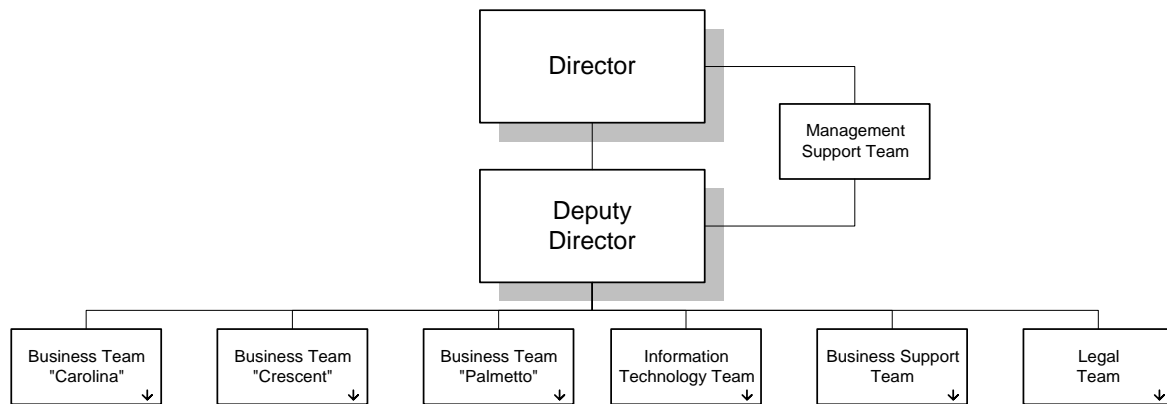 Director
Management
Support Team
Deputy
Director
Business Team
"Carolina"
Business Team
"Crescent"
Business Team
"Palmetto"
Information
Technology Team
Business Support
Team
Legal
Team